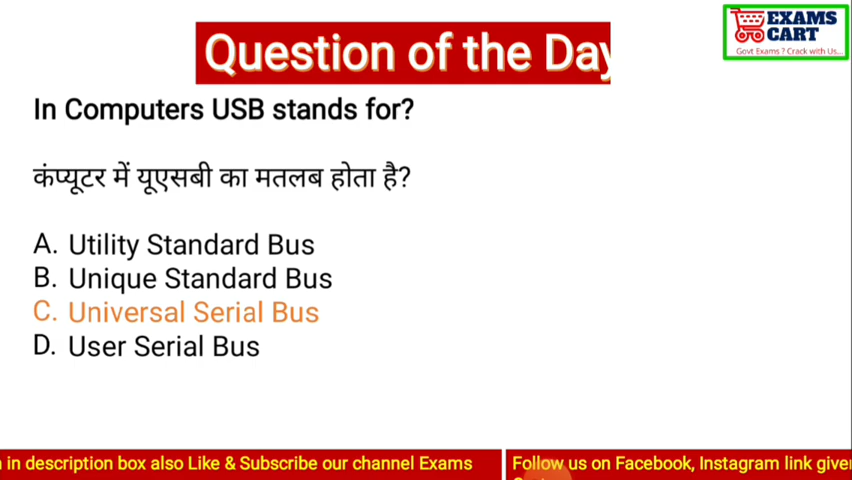 EXAMS
CART
Govt Exams ? Crack with Us...
Question of the Day
In Computers USB stands for?
कंप्यूटर में यूएसबी का मतलब होता है?
A. Utility Standard Bus
B. Unique Standard Bus
C. Universal Serial Bus
D. User Serial Bus
in description box also Like & Subscribe our channel Exams
Follow us on Facebook, Instagram link given